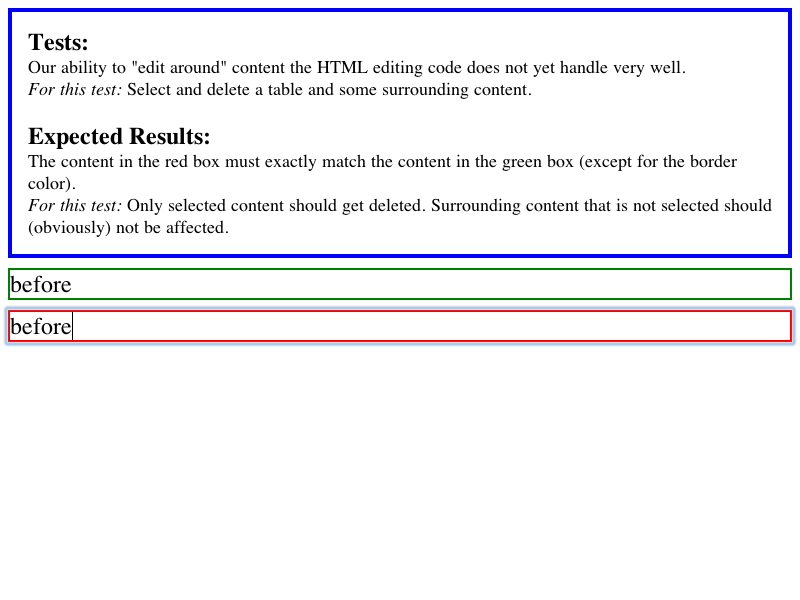 Tests:
Our ability to "edit around" content the HTML editing code does not yet handle very well.
For this test: Select and delete a table and some surrounding content.
Expected Results:
The content in the red box must exactly match the content in the green box (except for the border
color).
For this test: Only selected content should get deleted. Surrounding content that is not selected should
(obviously) not be affected.
before
before